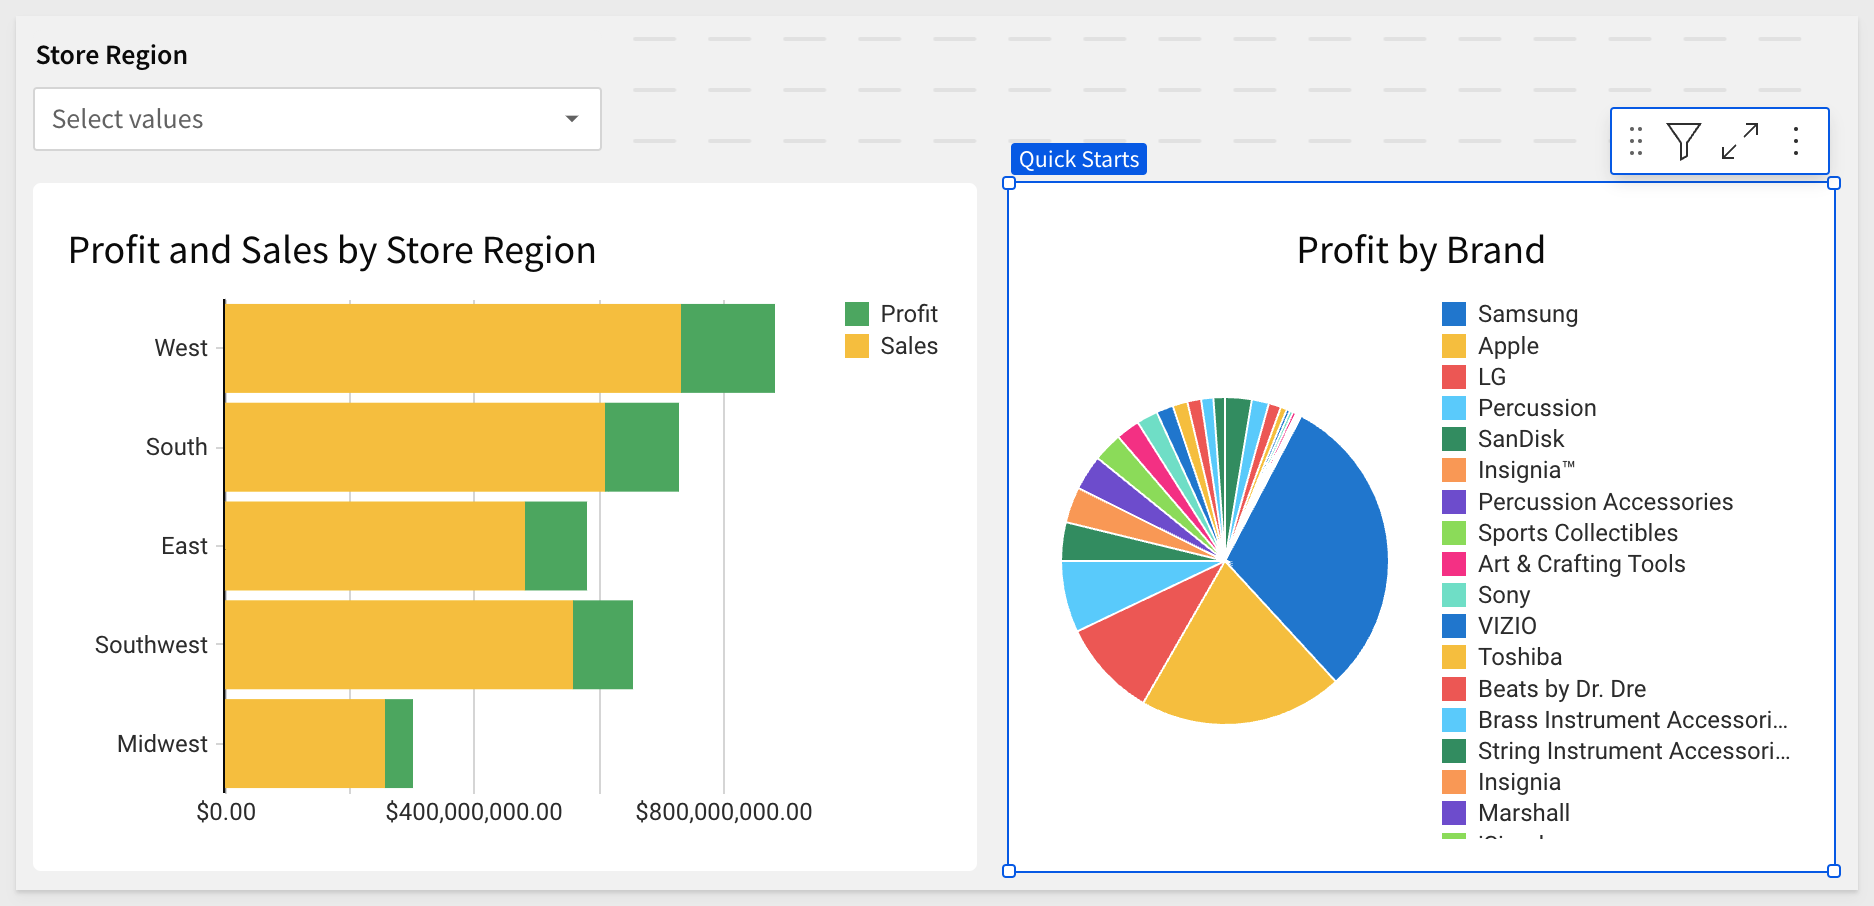 Store Region
Select values
Quick Starts
Profit and Sales by Store Region
West
South
East
Southwest
Midwest
$0.00
$400,000,000.00
$800,000,000.00
Profit
Sales
Profit by Brand
Samsung
Apple
LG
Percussion
SanDisk
Insignia™
Percussion Accessories
Sports Collectibles
Art & Crafting Tools
Sony
VIZIO
Toshiba
Beats by Dr. Dre
Brass Instrument Accessori...
String Instrument Accessori...
Insignia
Marshall